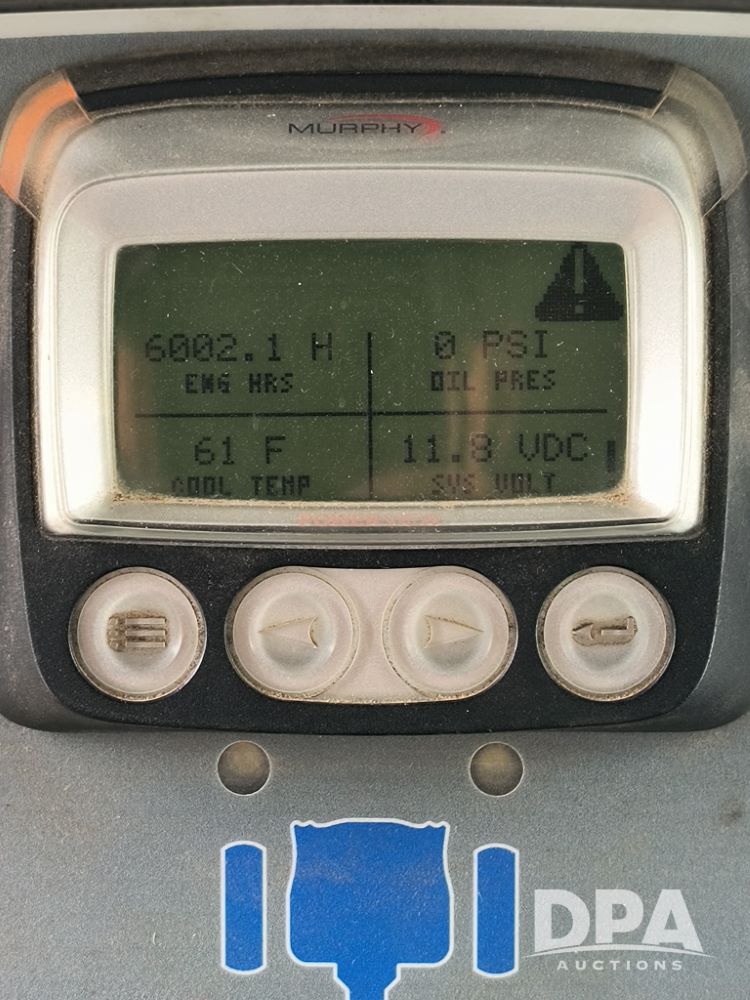 MURPHY
6002.1 H
ENG HRS
0 PSI
OIL PRES
61 F
COOL TEMP
11.8 VDC
SYS VOLT
DPA
AUCTIONS